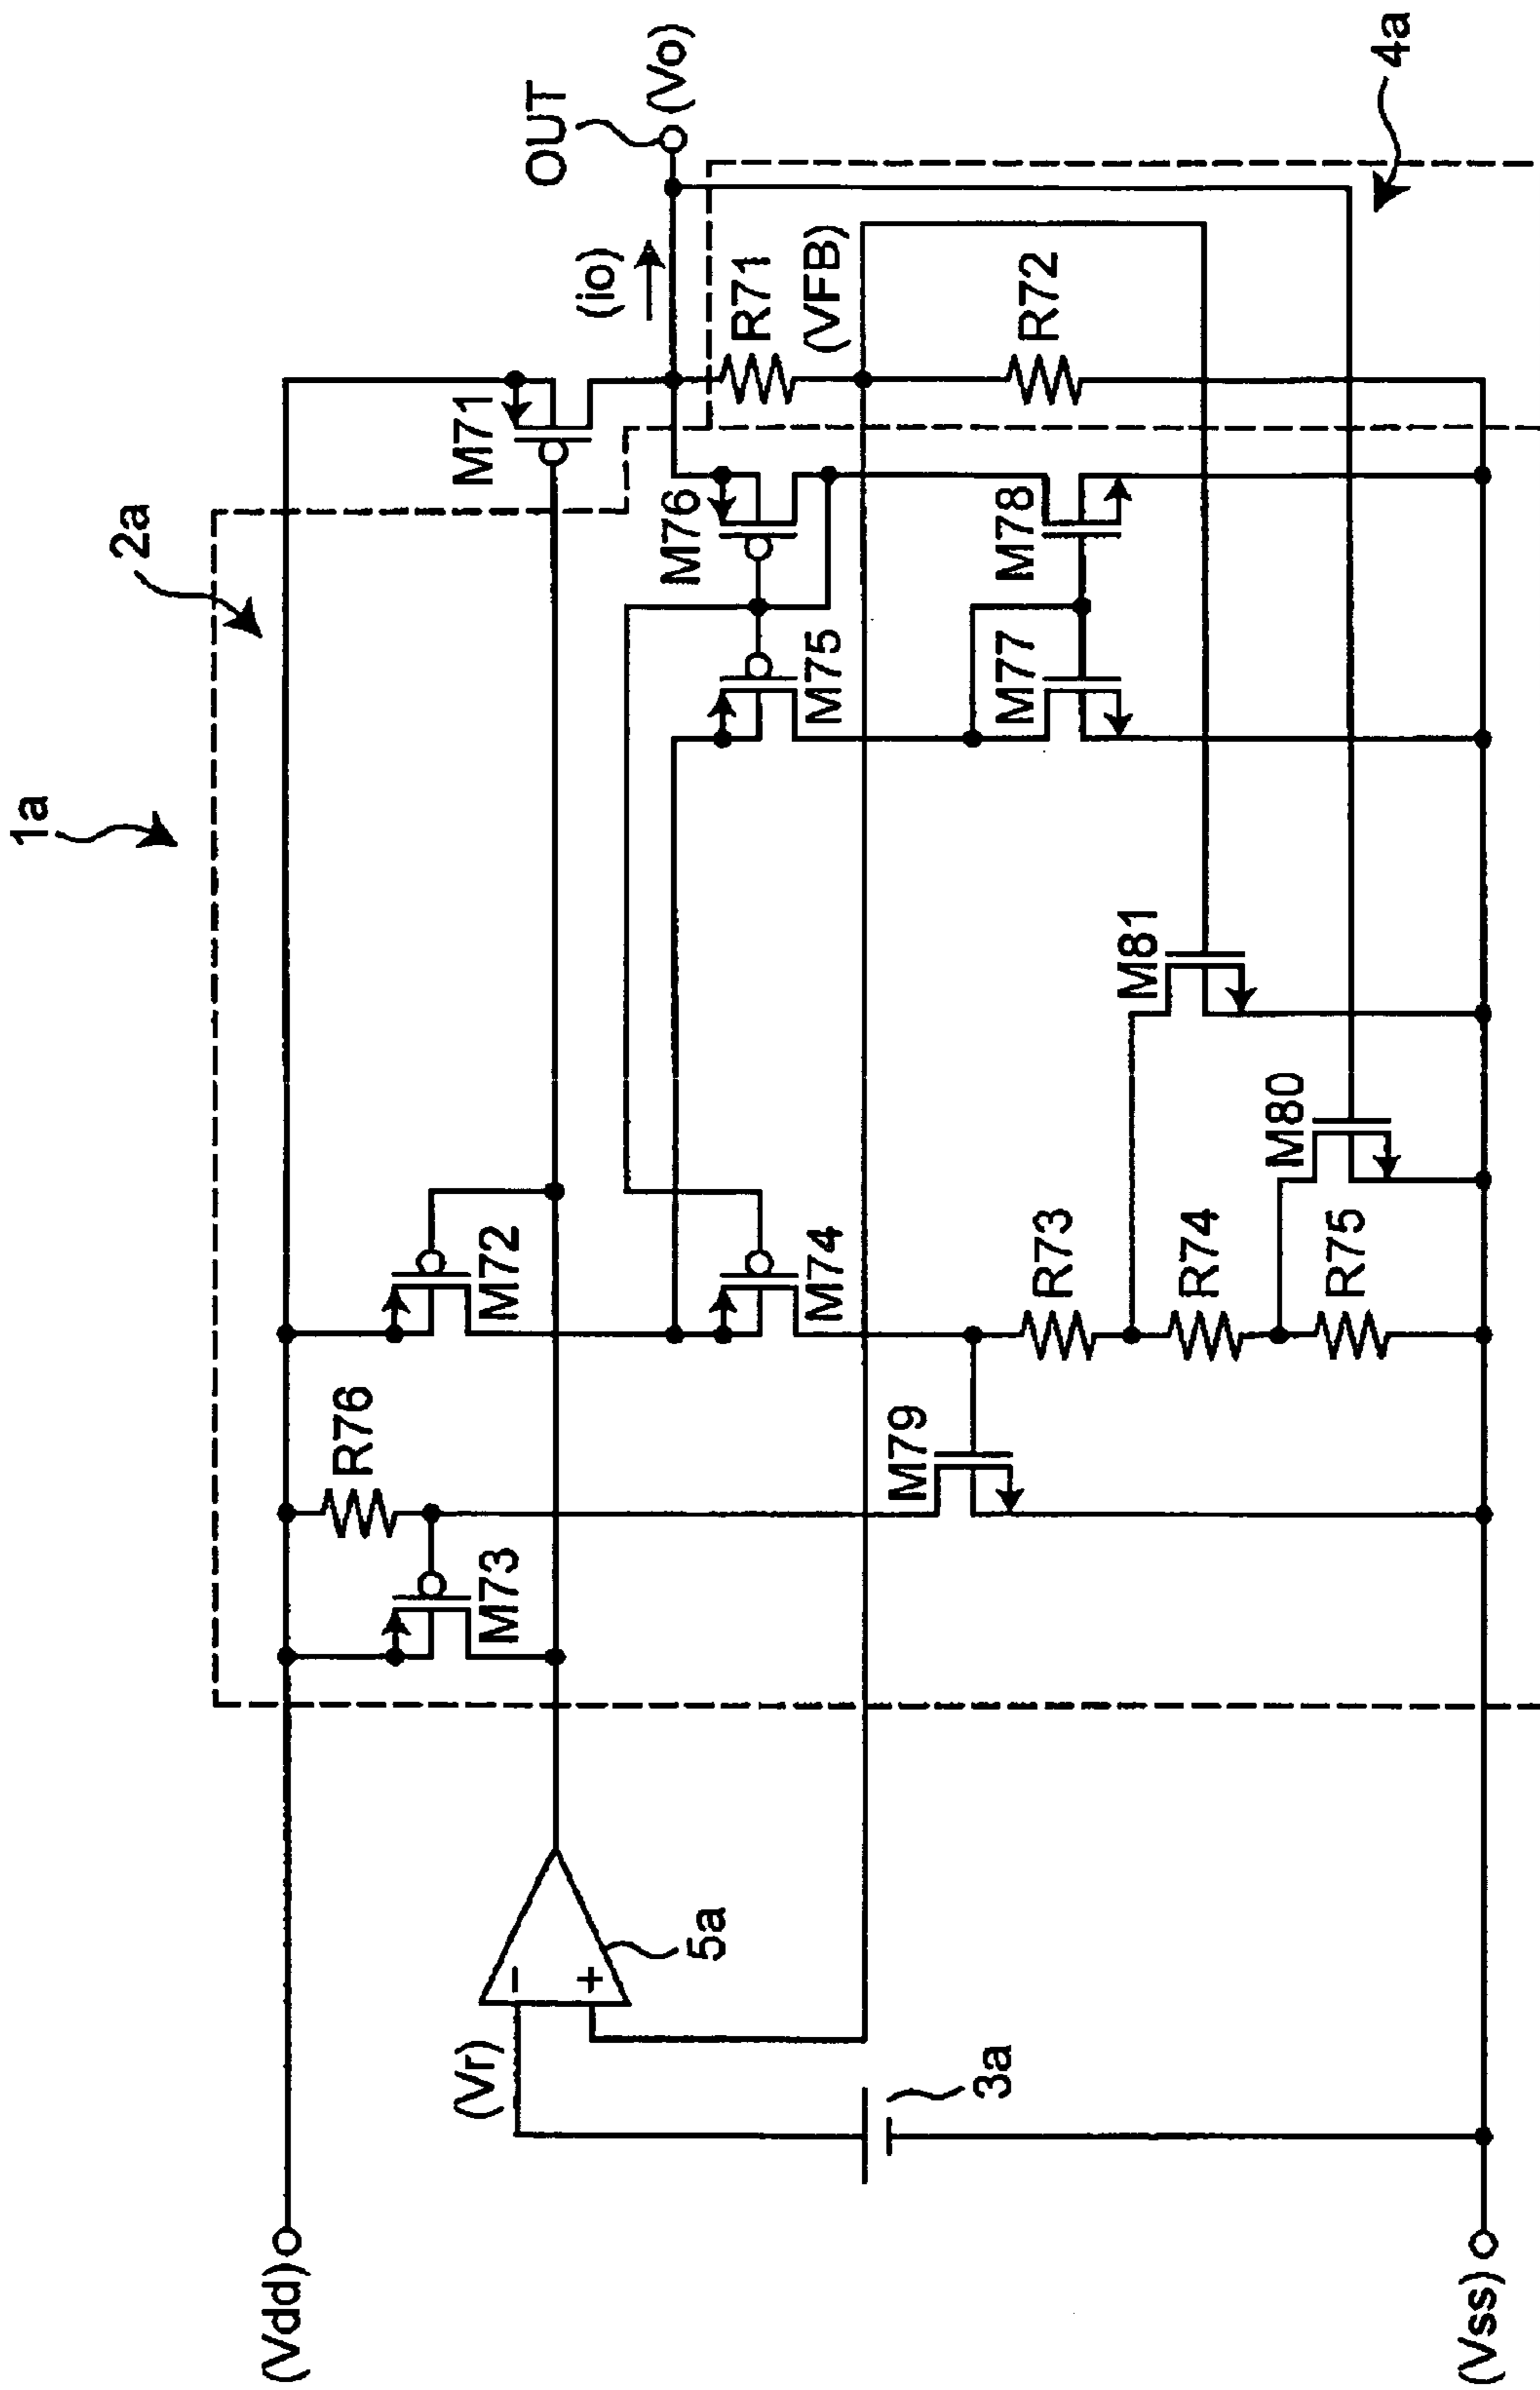 1a
2a
(Vdd)
R76
M73
M72
M71
(io)
OUT
(Vo)
(Vr)
−
+
5a
M74
M75
M76
R71
(VFB)
M79
3a
R73
M81
M77
M78
R72
R74
M80
R75
4a
(Vss)